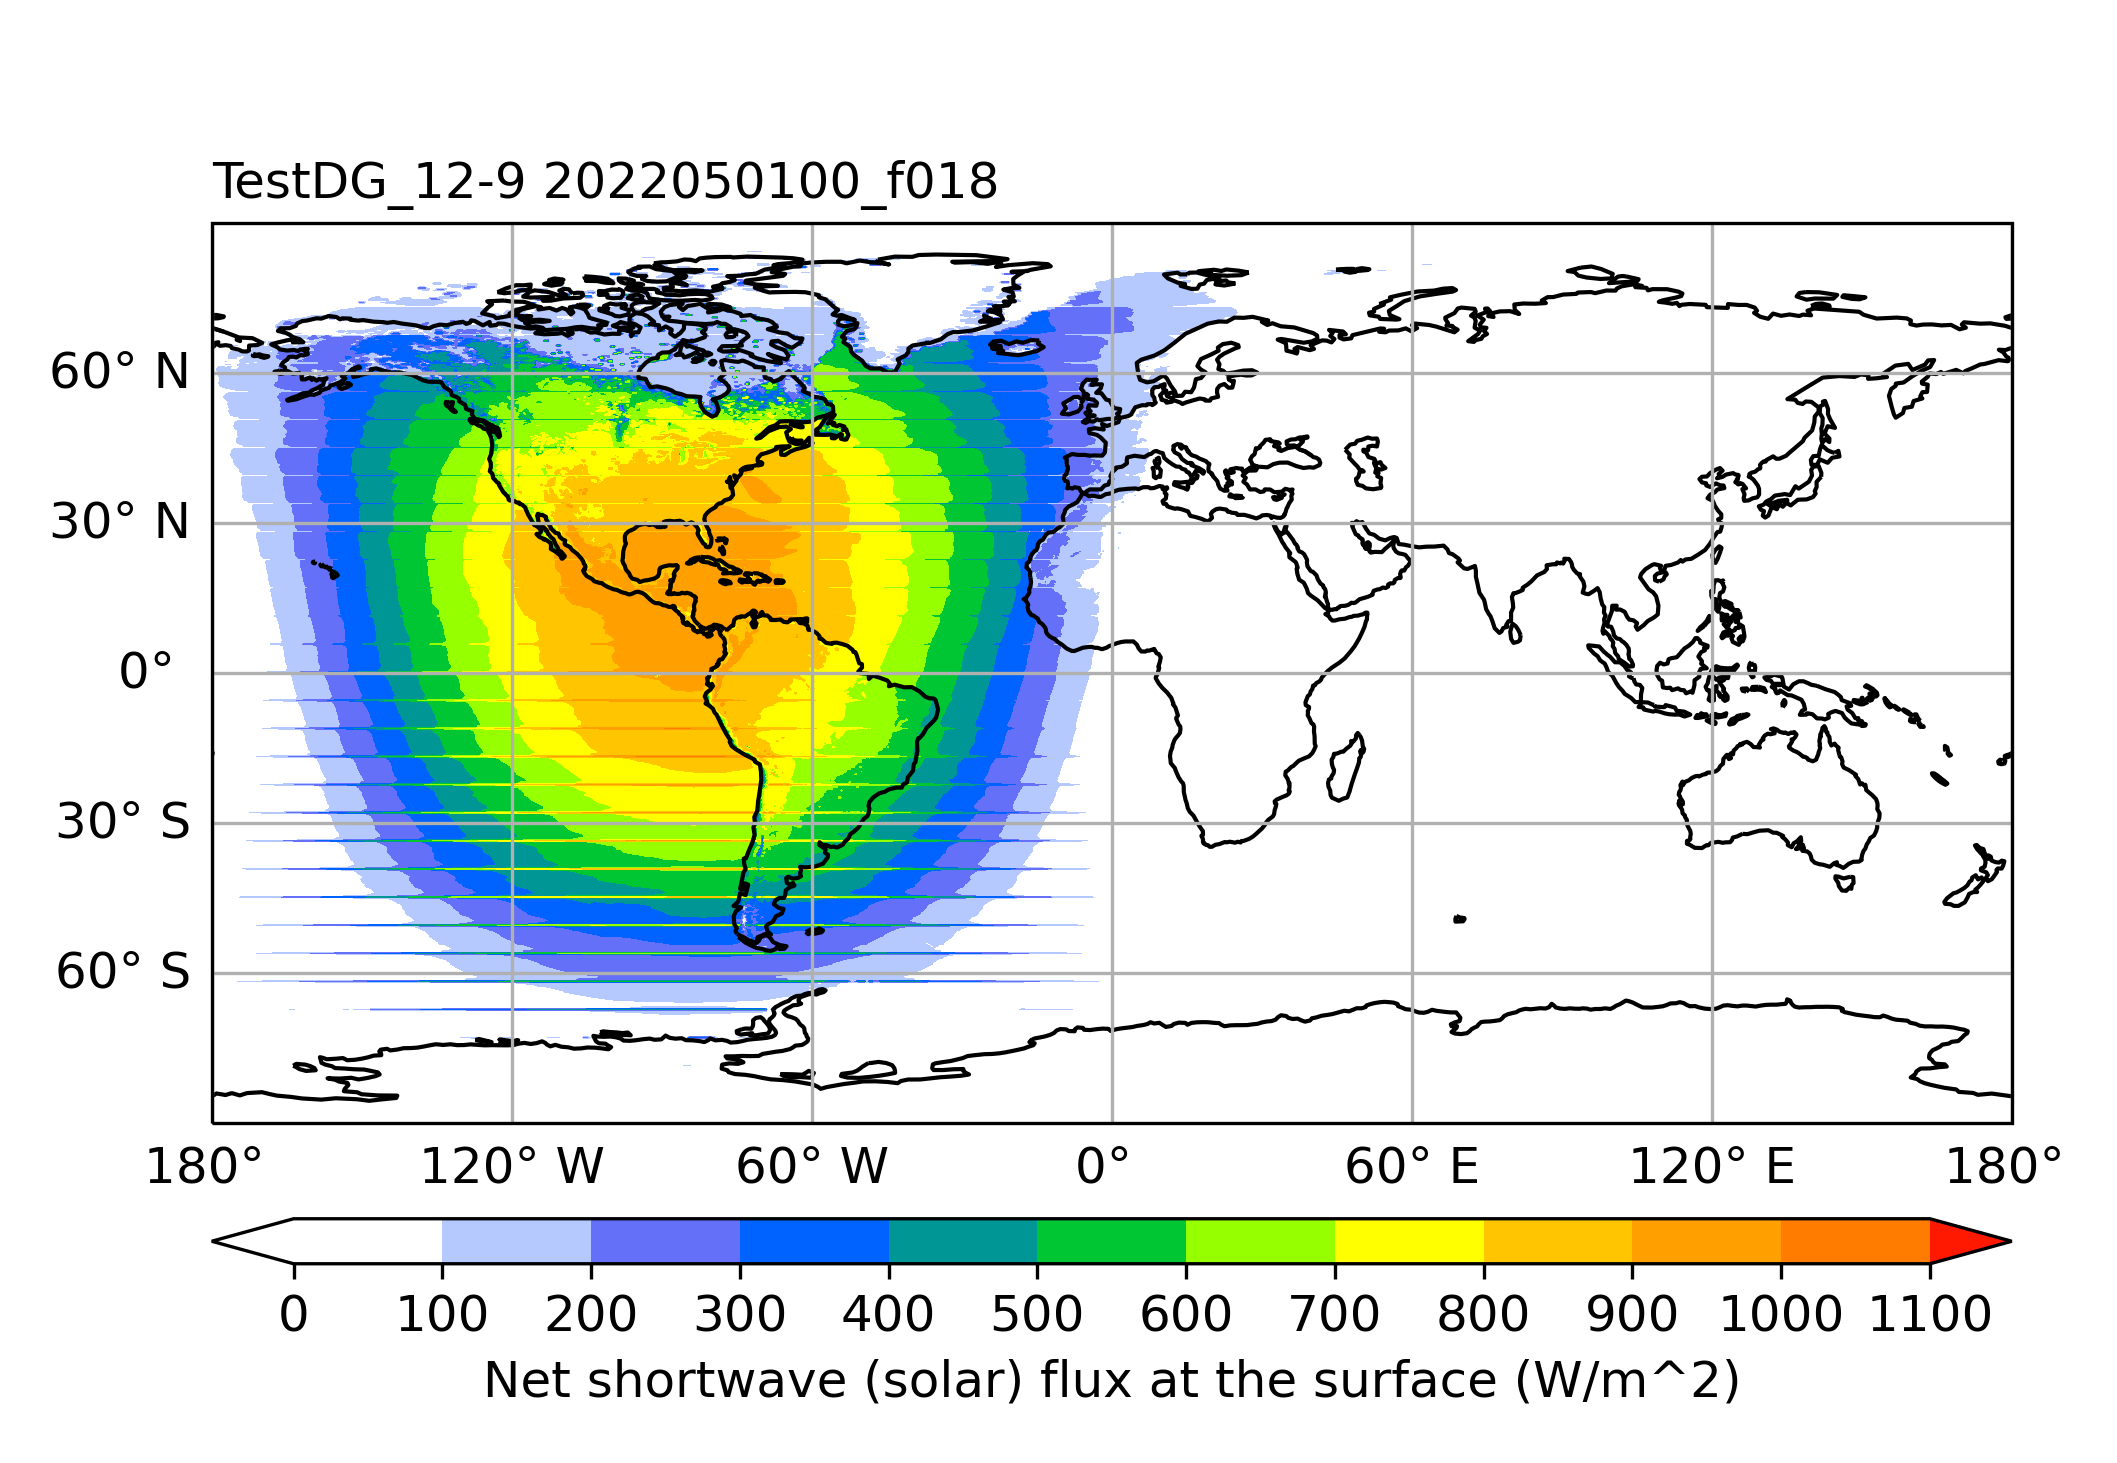 TestDG_12-9 2022050100_f018
60° N
30° N
0°
30° S
60° S
180° 120° W 60° W 0° 60° E 120° E 180°
0 100 200 300 400 500 600 700 800 900 1000 1100
Net shortwave (solar) flux at the surface (W/m^2)